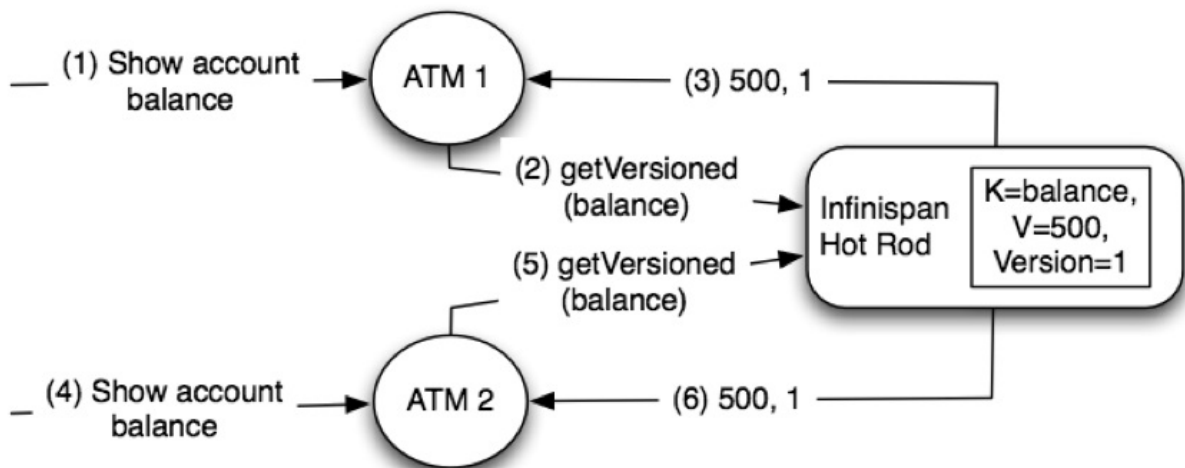 (1) Show account
balance
ATM 1
(3) 500, 1
(2) getVersioned
(balance)
Infinispan
Hot Rod
K=balance,
V=500,
Version=1
(5) getVersioned
(balance)
(4) Show account
balance
ATM 2
(6) 500, 1